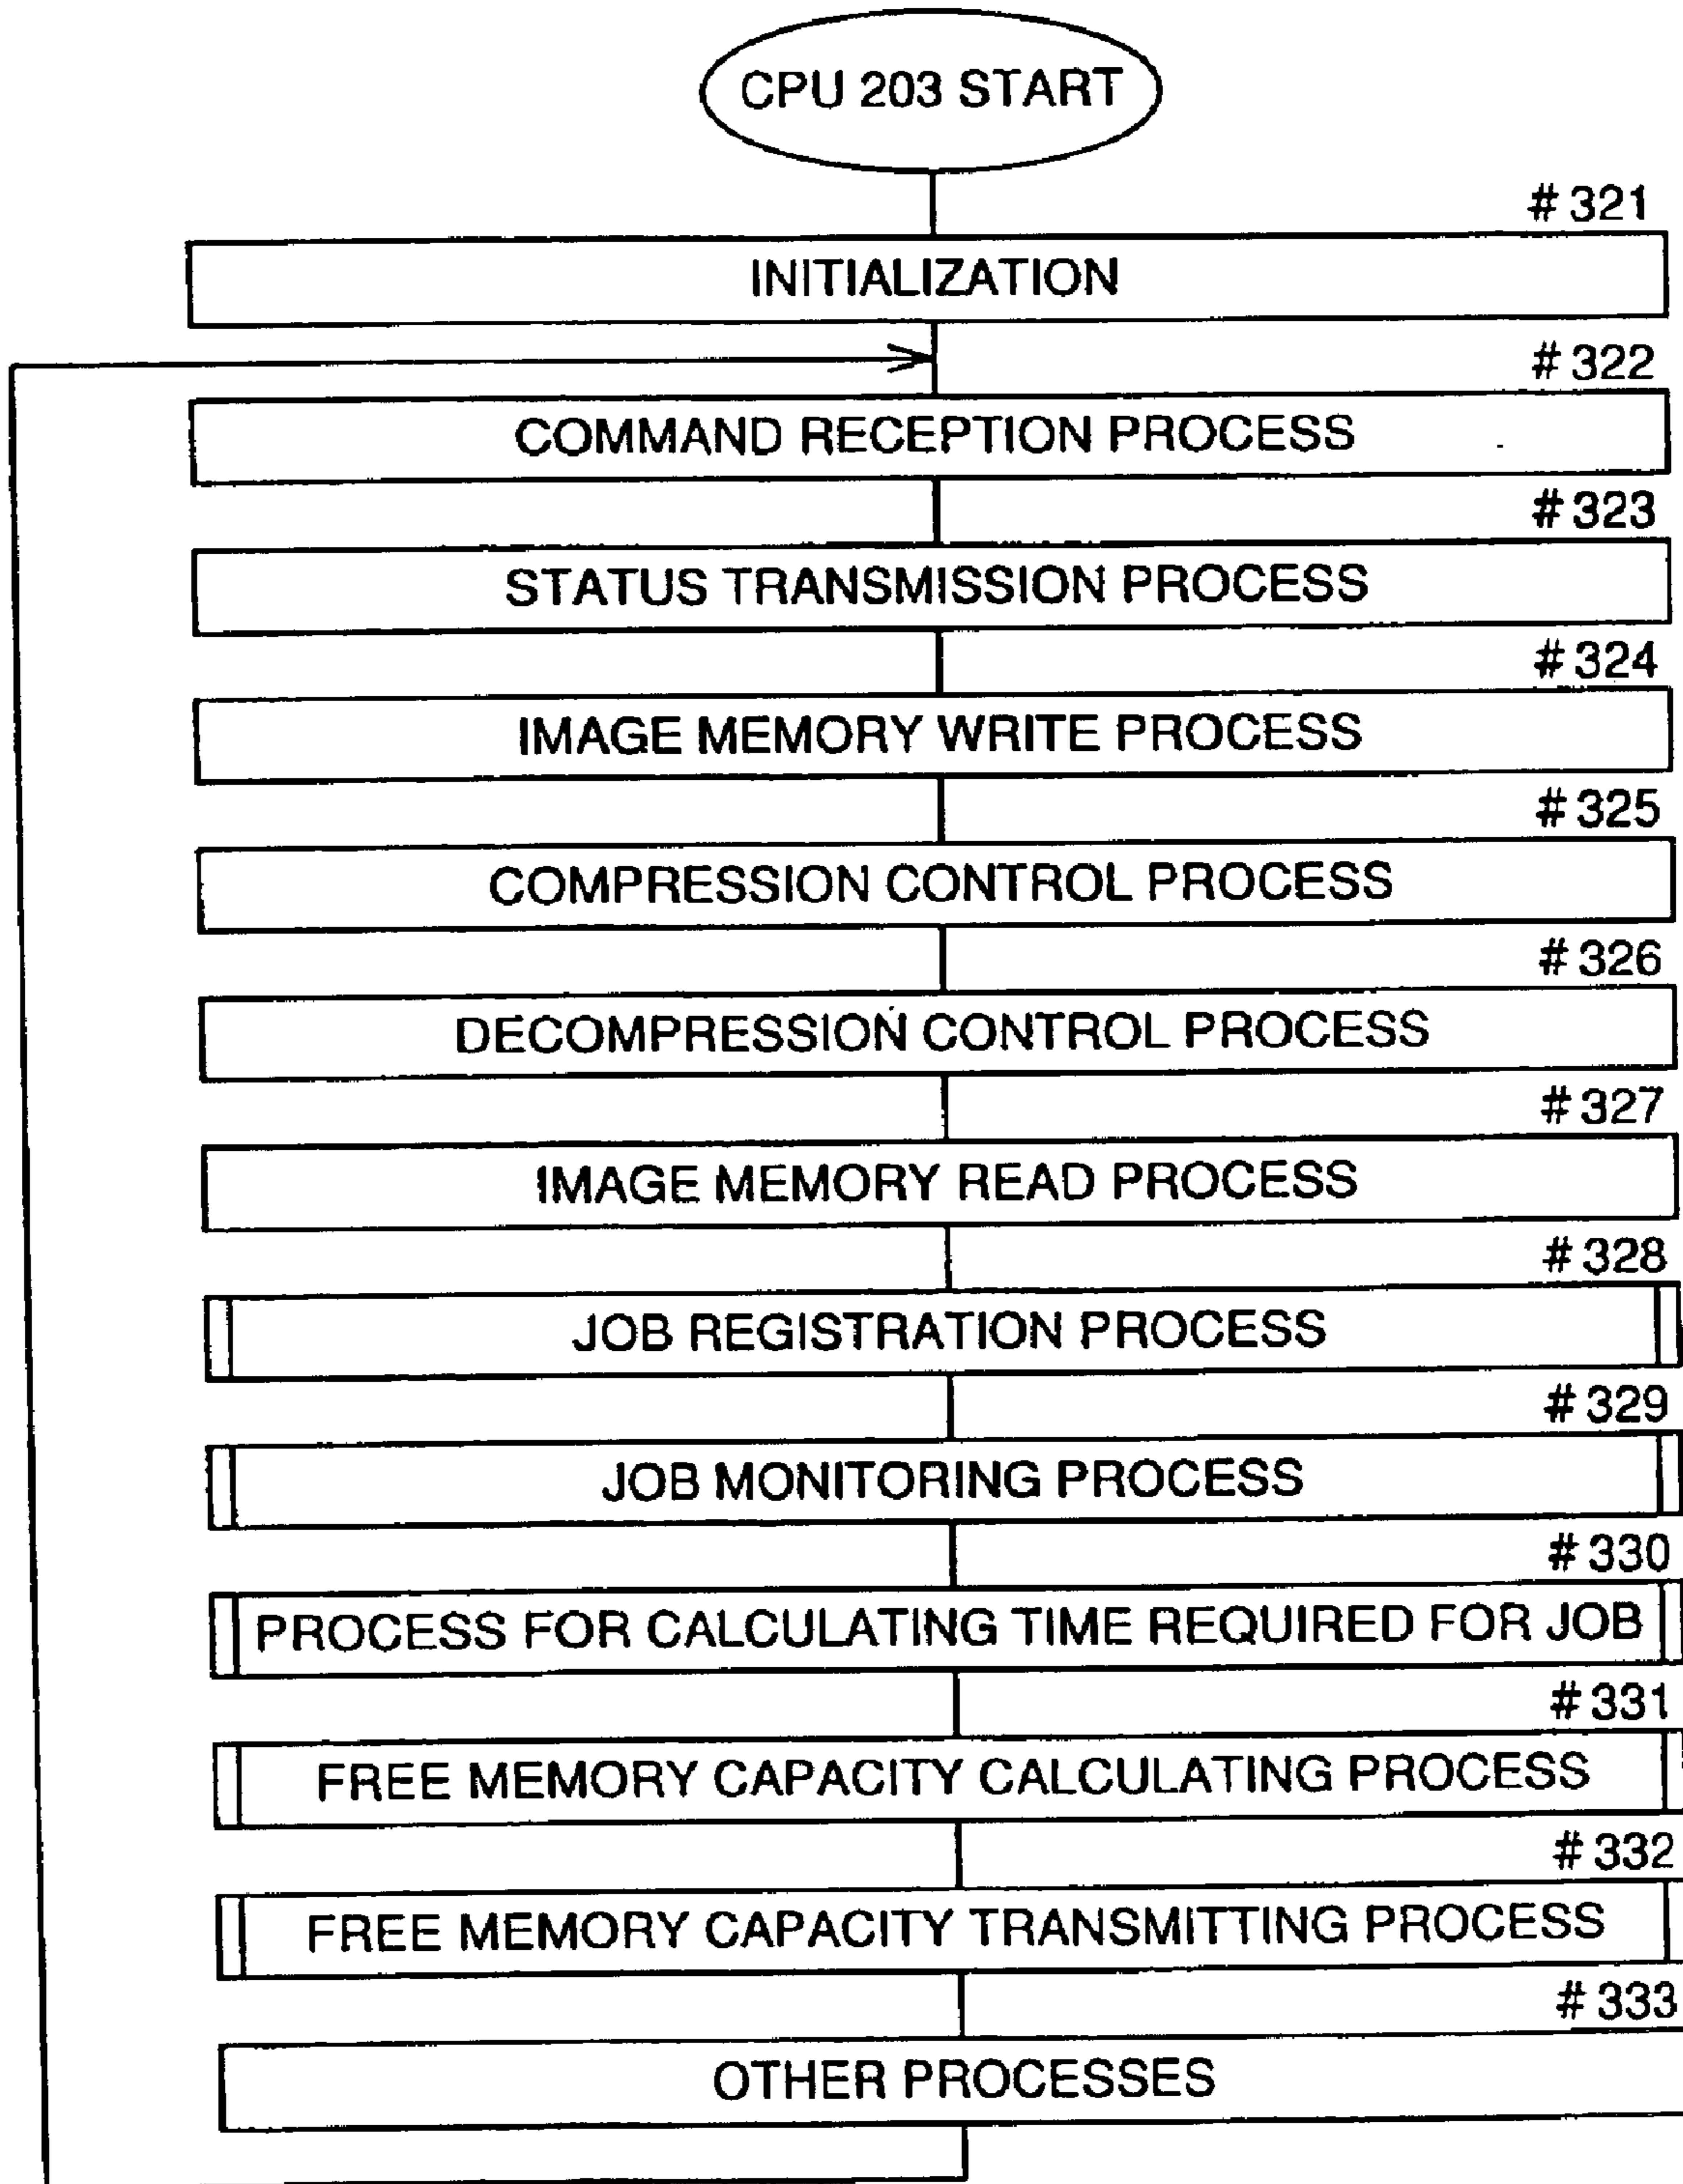 CPU 203 START
# 321
INITIALIZATION
# 322
COMMAND RECEPTION PROCESS
# 323
STATUS TRANSMISSION PROCESS
# 324
IMAGE MEMORY WRITE PROCESS
# 325
COMPRESSION CONTROL PROCESS
# 326
DECOMPRESSION CONTROL PROCESS
# 327
IMAGE MEMORY READ PROCESS
# 328
JOB REGISTRATION PROCESS
# 329
JOB MONITORING PROCESS
# 330
PROCESS FOR CALCULATING TIME REQUIRED FOR JOB
# 331
FREE MEMORY CAPACITY CALCULATING PROCESS
# 332
FREE MEMORY CAPACITY TRANSMITTING PROCESS
# 333
OTHER PROCESSES